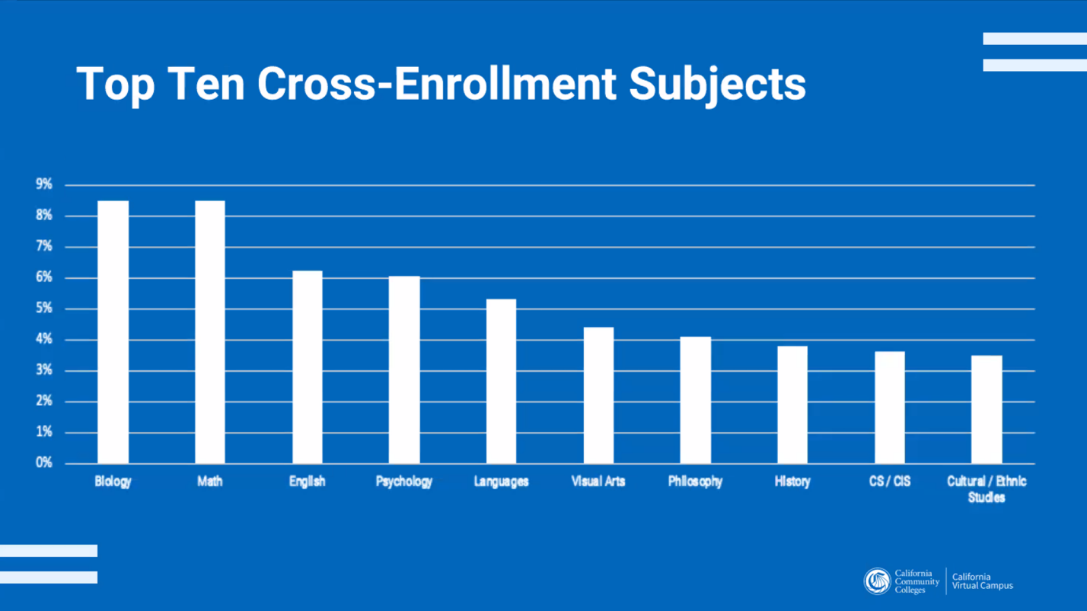 Top Ten Cross-Enrollment Subjects
9%
8%
7%
6%
5%
4%
3%
2%
1%
0%
Biology
Math
English
Psychology
Languages
Visual Arts
Philosophy
History
CS / CIS
Cultural / Ethnic
Studies
California
Community
Colleges
California
Virtual Campus